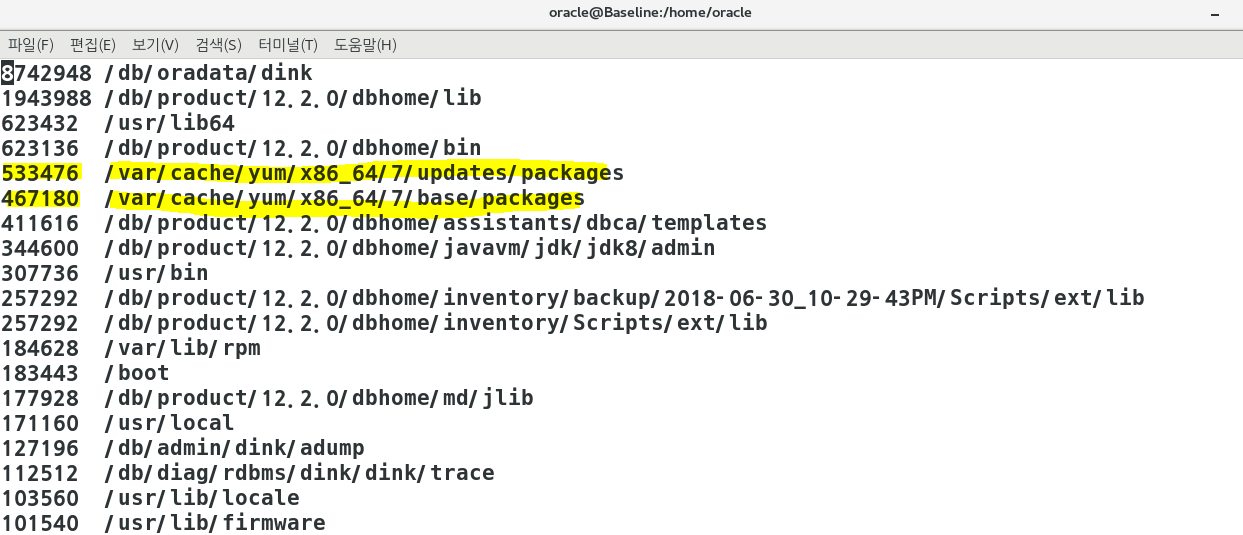 oracle@Baseline:/home/oracle
파일(F) 편집(E) 보기(V) 검색(S) 터미널(T) 도움말(H)
8742948 /db/oradata/dink
1943988 /db/product/12.2.0/dbhome/lib
623432 /usr/lib64
623136 /db/product/12.2.0/dbhome/bin
533476 /var/cache/yum/x86_64/7/updates/packages
467180 /var/cache/yum/x86_64/7/base/packages
411616 /db/product/12.2.0/dbhome/assistants/dbca/templates
344600 /db/product/12.2.0/dbhome/javavm/jdk/jdk8/admin
307736 /usr/bin
257292 /db/product/12.2.0/dbhome/inventory/backup/2018-06-30_10-29-43PM/Scripts/ext/lib
257292 /db/product/12.2.0/dbhome/inventory/Scripts/ext/lib
184628 /var/lib/rpm
183443 /boot
177928 /db/product/12.2.0/dbhome/md/jlib
171160 /usr/local
127196 /db/admin/dink/adump
112512 /db/diag/rdbms/dink/dink/trace
103560 /usr/lib/locale
101540 /usr/lib/firmware